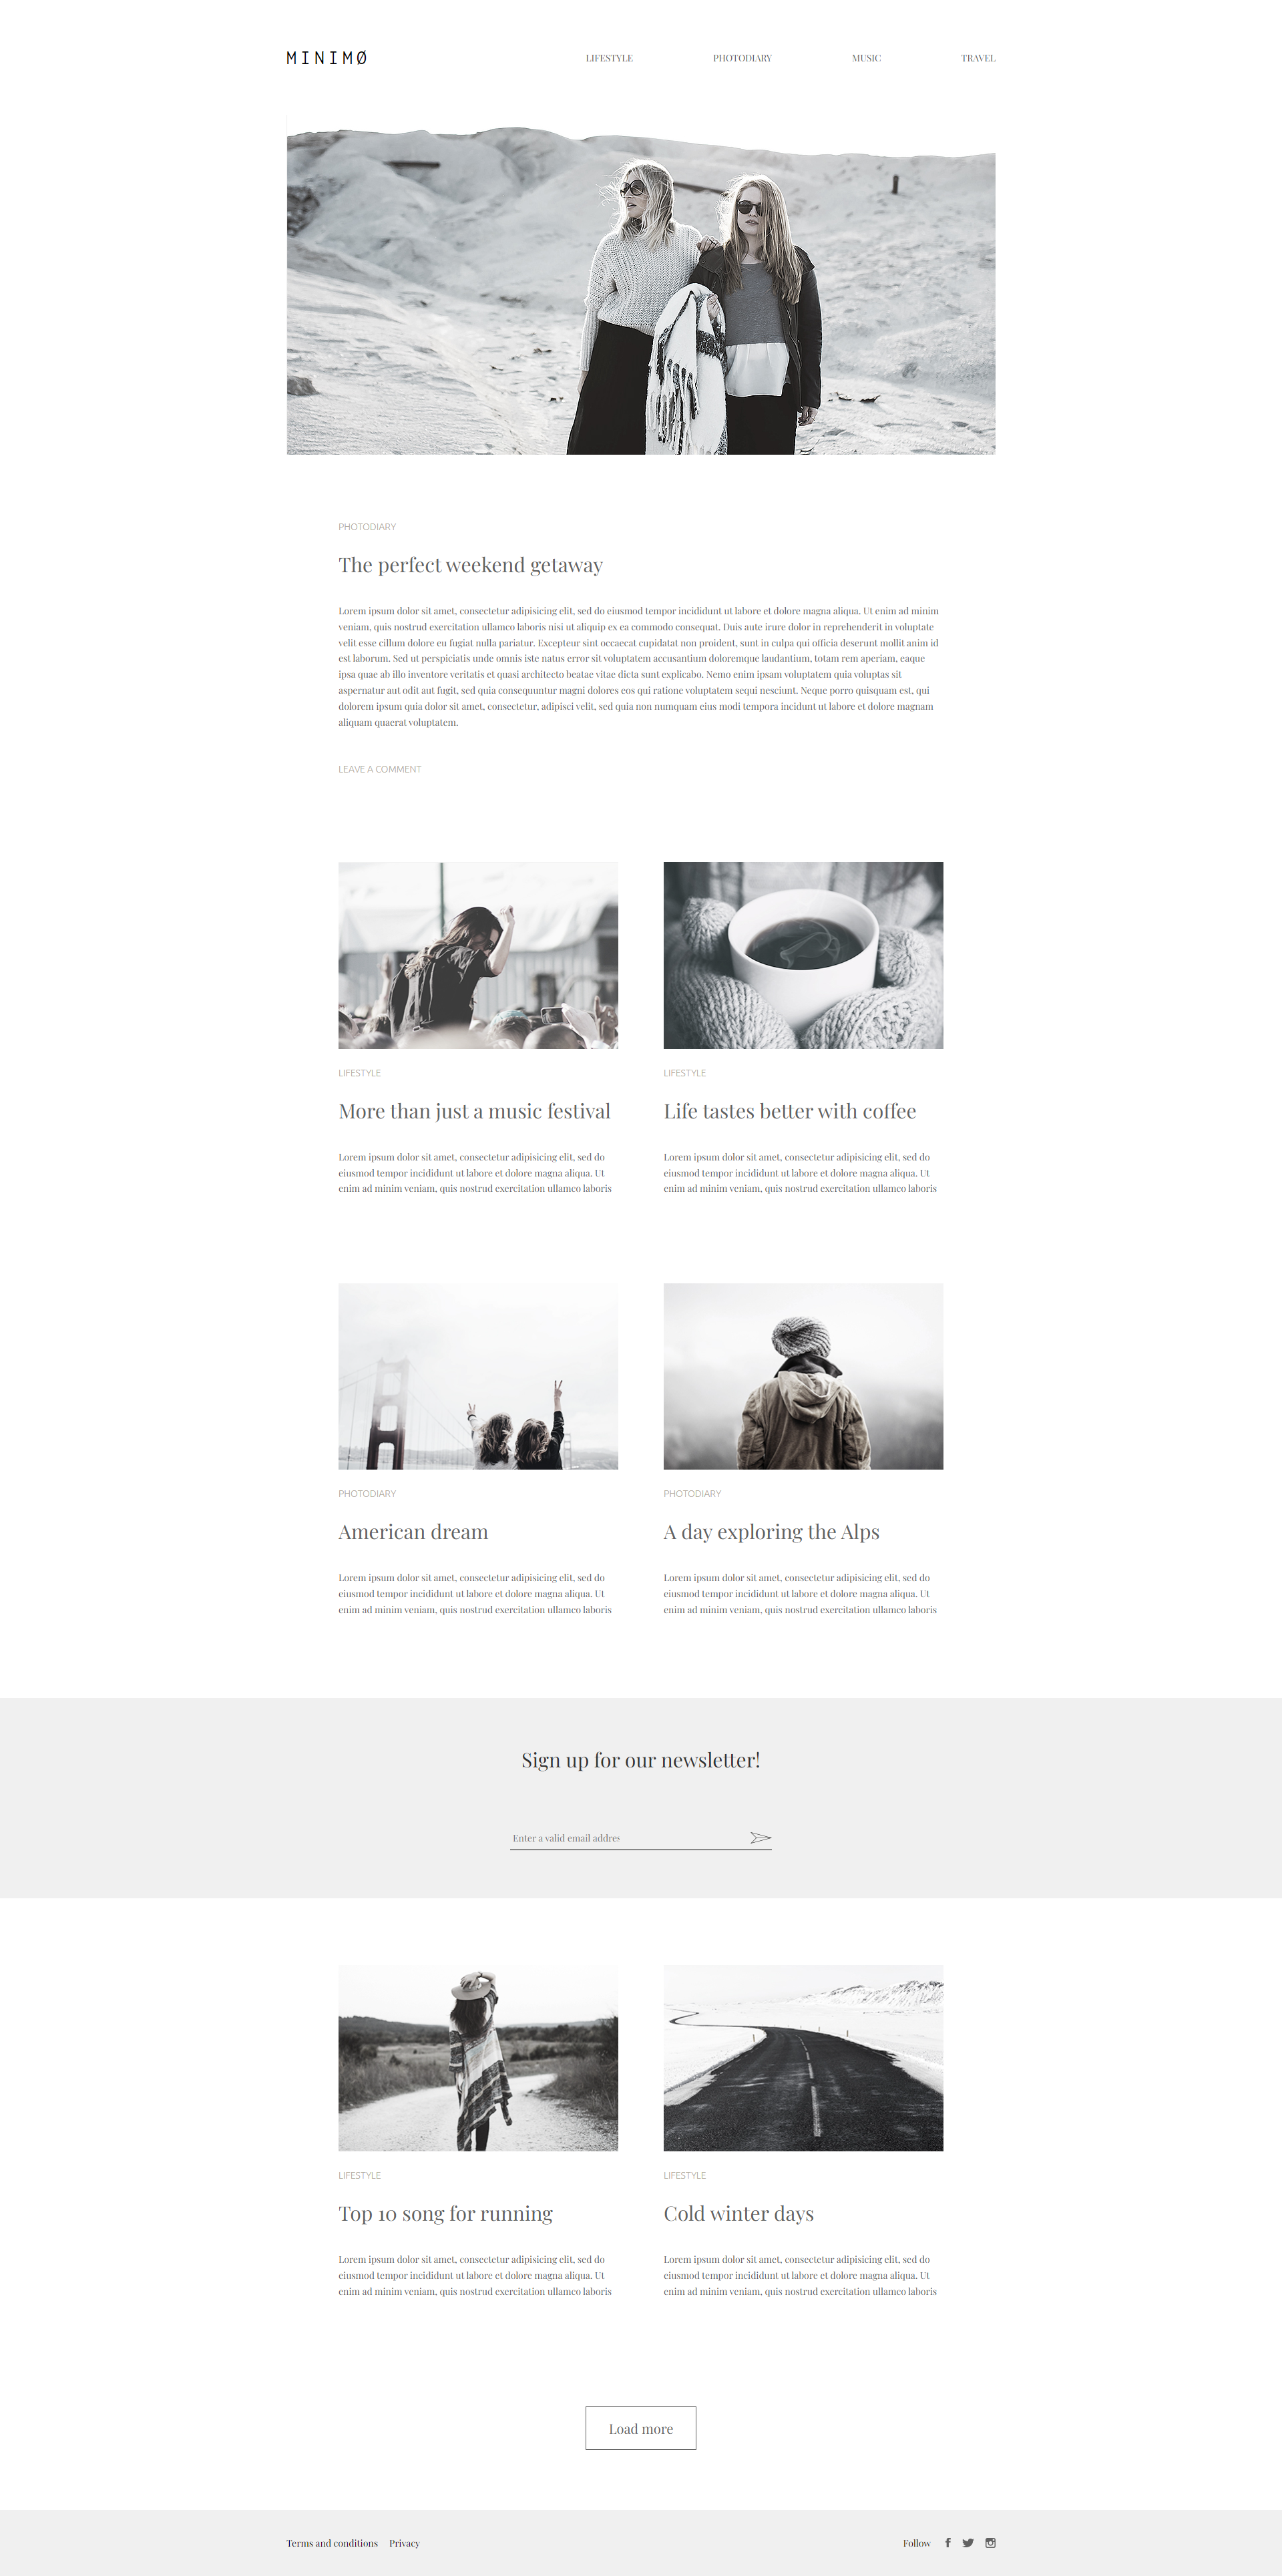 MINIMØ
LIFESTYLE PHOTODIARY MUSIC TRAVEL
PHOTODIARY
The perfect weekend getaway
Lorem ipsum dolor sit amet, consectetur adipisicing elit, sed do eiusmod tempor incididunt ut labore et dolore magna aliqua. Ut enim ad minim
veniam, quis nostrud exercitation ullamco laboris nisi ut aliquip ex ea commodo consequat. Duis aute irure dolor in reprehenderit in voluptate
velit esse cillum dolore eu fugiat nulla pariatur. Excepteur sint occaecat cupidatat non proident, sunt in culpa qui officia deserunt mollit anim id
est laborum. Sed ut perspiciatis unde omnis iste natus error sit voluptatem accusantium doloremque laudantium, totam rem aperiam, eaque
ipsa quae ab illo inventore veritatis et quasi architecto beatae vitae dicta sunt explicabo. Nemo enim ipsam voluptatem quia voluptas sit
aspernatur aut odit aut fugit, sed quia consequuntur magni dolores eos qui ratione voluptatem sequi nesciunt. Neque porro quisquam est, qui
dolorem ipsum quia dolor sit amet, consectetur, adipisci velit, sed quia non numquam eius modi tempora incidunt ut labore et dolore magnam
aliquam quaerat voluptatem.
LEAVE A COMMENT
LIFESTYLE
More than just a music festival
Lorem ipsum dolor sit amet, consectetur adipisicing elit, sed do
eiusmod tempor incididunt ut labore et dolore magna aliqua. Ut
enim ad minim veniam, quis nostrud exercitation ullamco laboris
LIFESTYLE
Life tastes better with coffee
Lorem ipsum dolor sit amet, consectetur adipisicing elit, sed do
eiusmod tempor incididunt ut labore et dolore magna aliqua. Ut
enim ad minim veniam, quis nostrud exercitation ullamco laboris
PHOTODIARY
American dream
Lorem ipsum dolor sit amet, consectetur adipisicing elit, sed do
eiusmod tempor incididunt ut labore et dolore magna aliqua. Ut
enim ad minim veniam, quis nostrud exercitation ullamco laboris
PHOTODIARY
A day exploring the Alps
Lorem ipsum dolor sit amet, consectetur adipisicing elit, sed do
eiusmod tempor incididunt ut labore et dolore magna aliqua. Ut
enim ad minim veniam, quis nostrud exercitation ullamco laboris
Sign up for our newsletter!
Enter a valid email addres
LIFESTYLE
Top 10 song for running
Lorem ipsum dolor sit amet, consectetur adipisicing elit, sed do
eiusmod tempor incididunt ut labore et dolore magna aliqua. Ut
enim ad minim veniam, quis nostrud exercitation ullamco laboris
LIFESTYLE
Cold winter days
Lorem ipsum dolor sit amet, consectetur adipisicing elit, sed do
eiusmod tempor incididunt ut labore et dolore magna aliqua. Ut
enim ad minim veniam, quis nostrud exercitation ullamco laboris
Load more
Terms and conditions Privacy
Follow